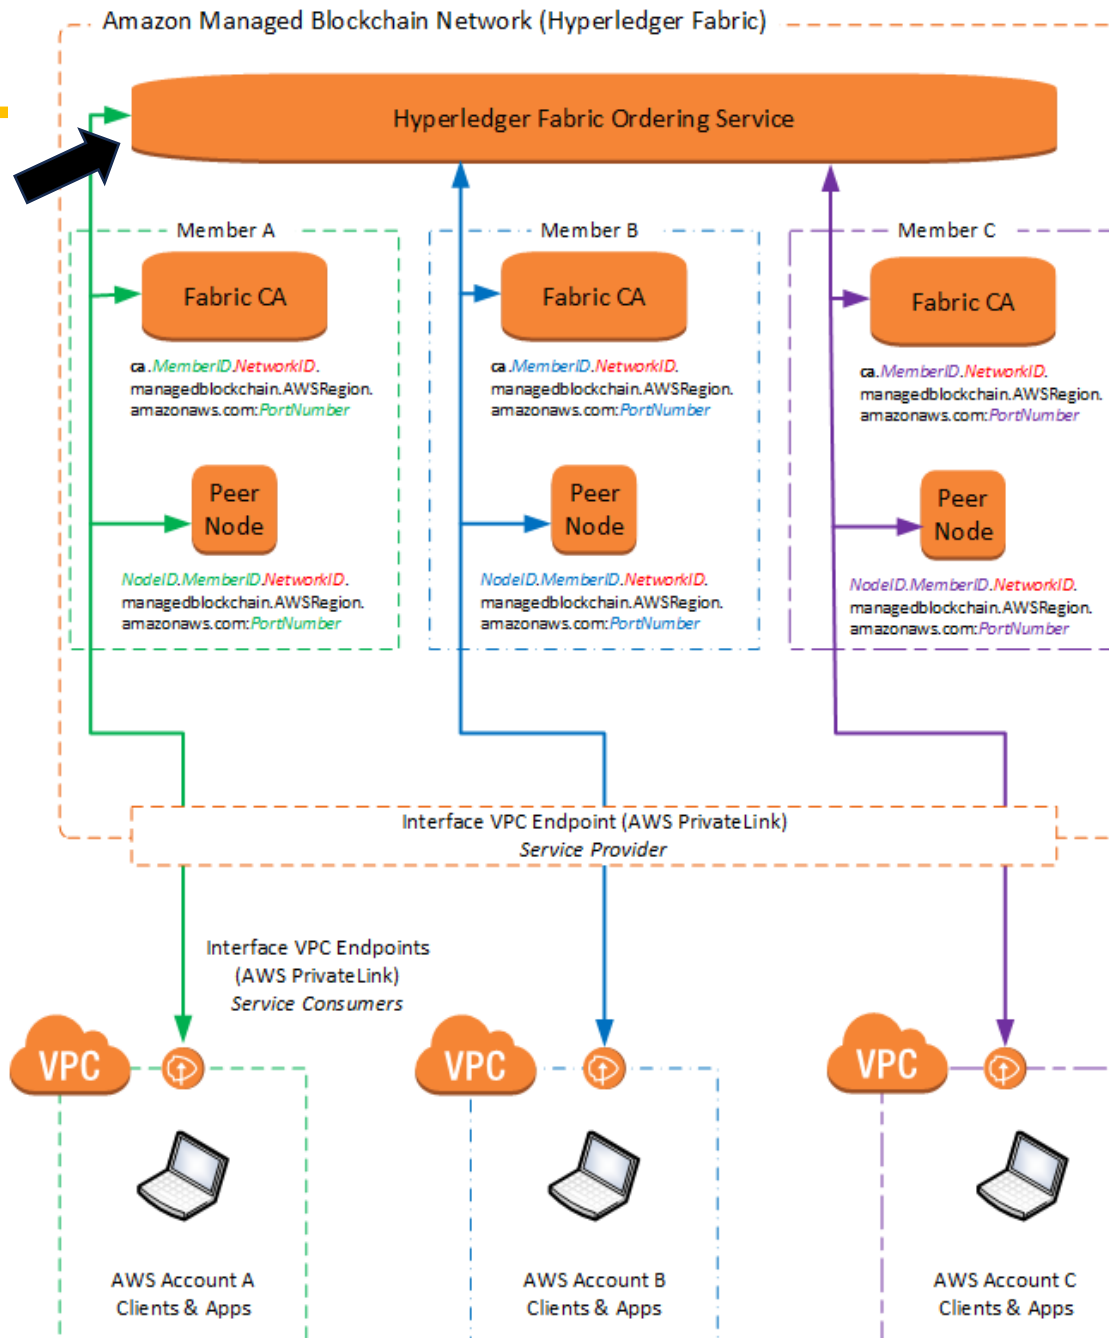 Amazon Managed Blockchain Network (Hyperledger Fabric)
Hyperledger Fabric Ordering Service
Member A
Fabric CA
ca.MemberID.NetworkID.
managedblockchain.AWSRegion.
amazonaws.com:PortNumber
Peer
Node
NodeID.MemberID.NetworkID.
managedblockchain.AWSRegion.
amazonaws.com:PortNumber
Member B
Fabric CA
ca.MemberID.NetworkID.
managedblockchain.AWSRegion.
amazonaws.com:PortNumber
Peer
Node
NodeID.MemberID.NetworkID.
managedblockchain.AWSRegion.
amazonaws.com:PortNumber
Member C
Fabric CA
ca.MemberID.NetworkID.
managedblockchain.AWSRegion.
amazonaws.com:PortNumber
Peer
Node
NodeID.MemberID.NetworkID.
managedblockchain.AWSRegion.
amazonaws.com:PortNumber
Interface VPC Endpoint (AWS PrivateLink)
Service Provider
Interface VPC Endpoints
(AWS PrivateLink)
Service Consumers
VPC
AWS Account A
Clients & Apps
VPC
AWS Account B
Clients & Apps
VPC
AWS Account C
Clients & Apps